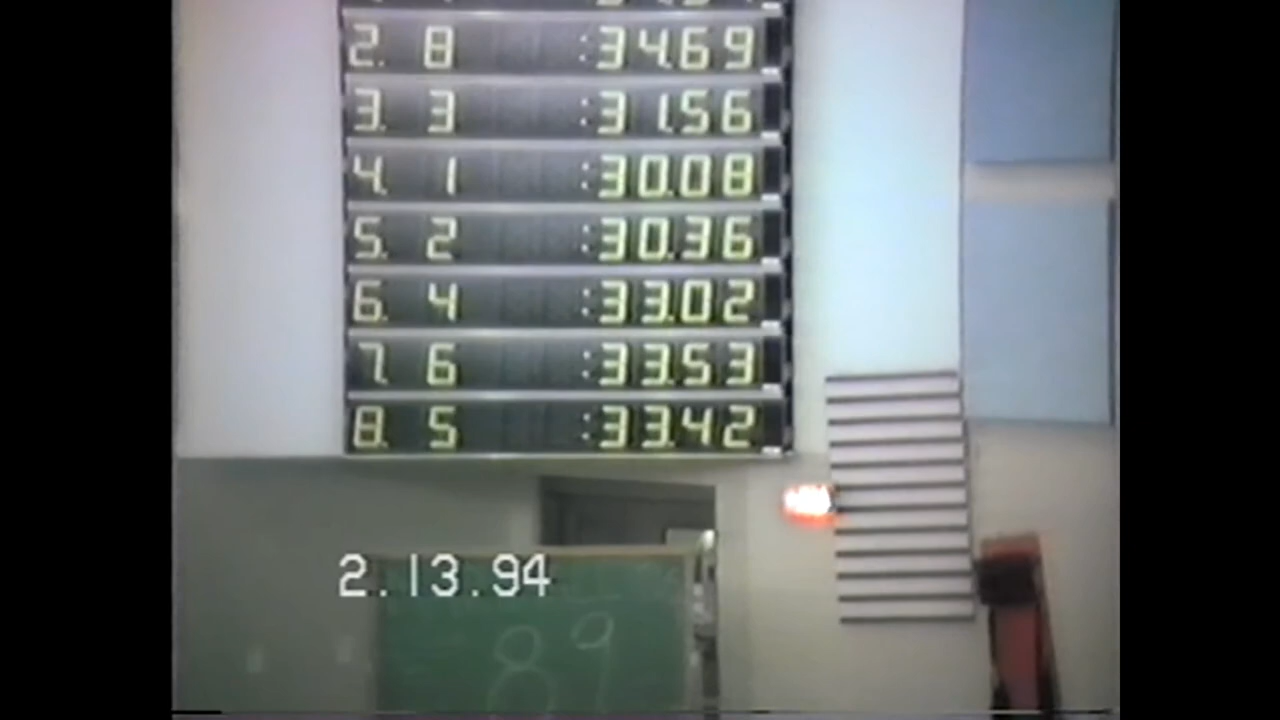 2. 8 :34.69
3. 3 :31.56
4. 1 :30.08
5. 2 :30.36
6. 4 :33.02
7. 6 :33.53
8. 5 :33.42
2.13.94
89